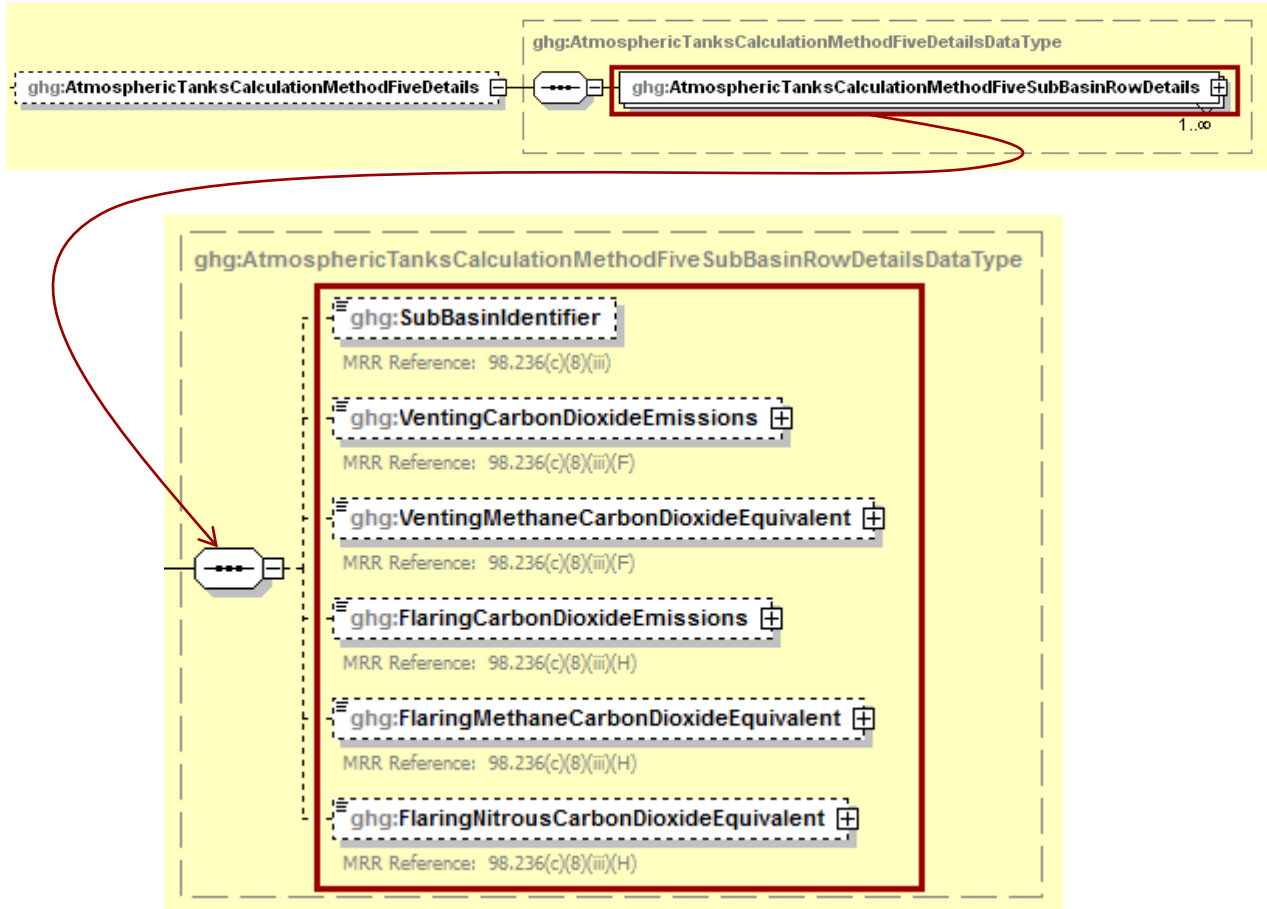 ghg:AtmosphericTanksCalculationMethodFiveDetailsDataType
ghg:AtmosphericTanksCalculationMethodFiveDetails
ghg:AtmosphericTanksCalculationMethodFiveSubBasinRowDetails
1..∞
ghg:AtmosphericTanksCalculationMethodFiveSubBasinRowDetailsDataType
ghg:SubBasinIdentifier
MRR Reference: 98.236(c)(8)(iii)
ghg:VentingCarbonDioxideEmissions
MRR Reference: 98.236(c)(8)(iii)(F)
ghg:VentingMethaneCarbonDioxideEquivalent
MRR Reference: 98.236(c)(8)(iii)(F)
ghg:FlaringCarbonDioxideEmissions
MRR Reference: 98.236(c)(8)(iii)(H)
ghg:FlaringMethaneCarbonDioxideEquivalent
MRR Reference: 98.236(c)(8)(iii)(H)
ghg:FlaringNitrousCarbonDioxideEquivalent
MRR Reference: 98.236(c)(8)(iii)(H)